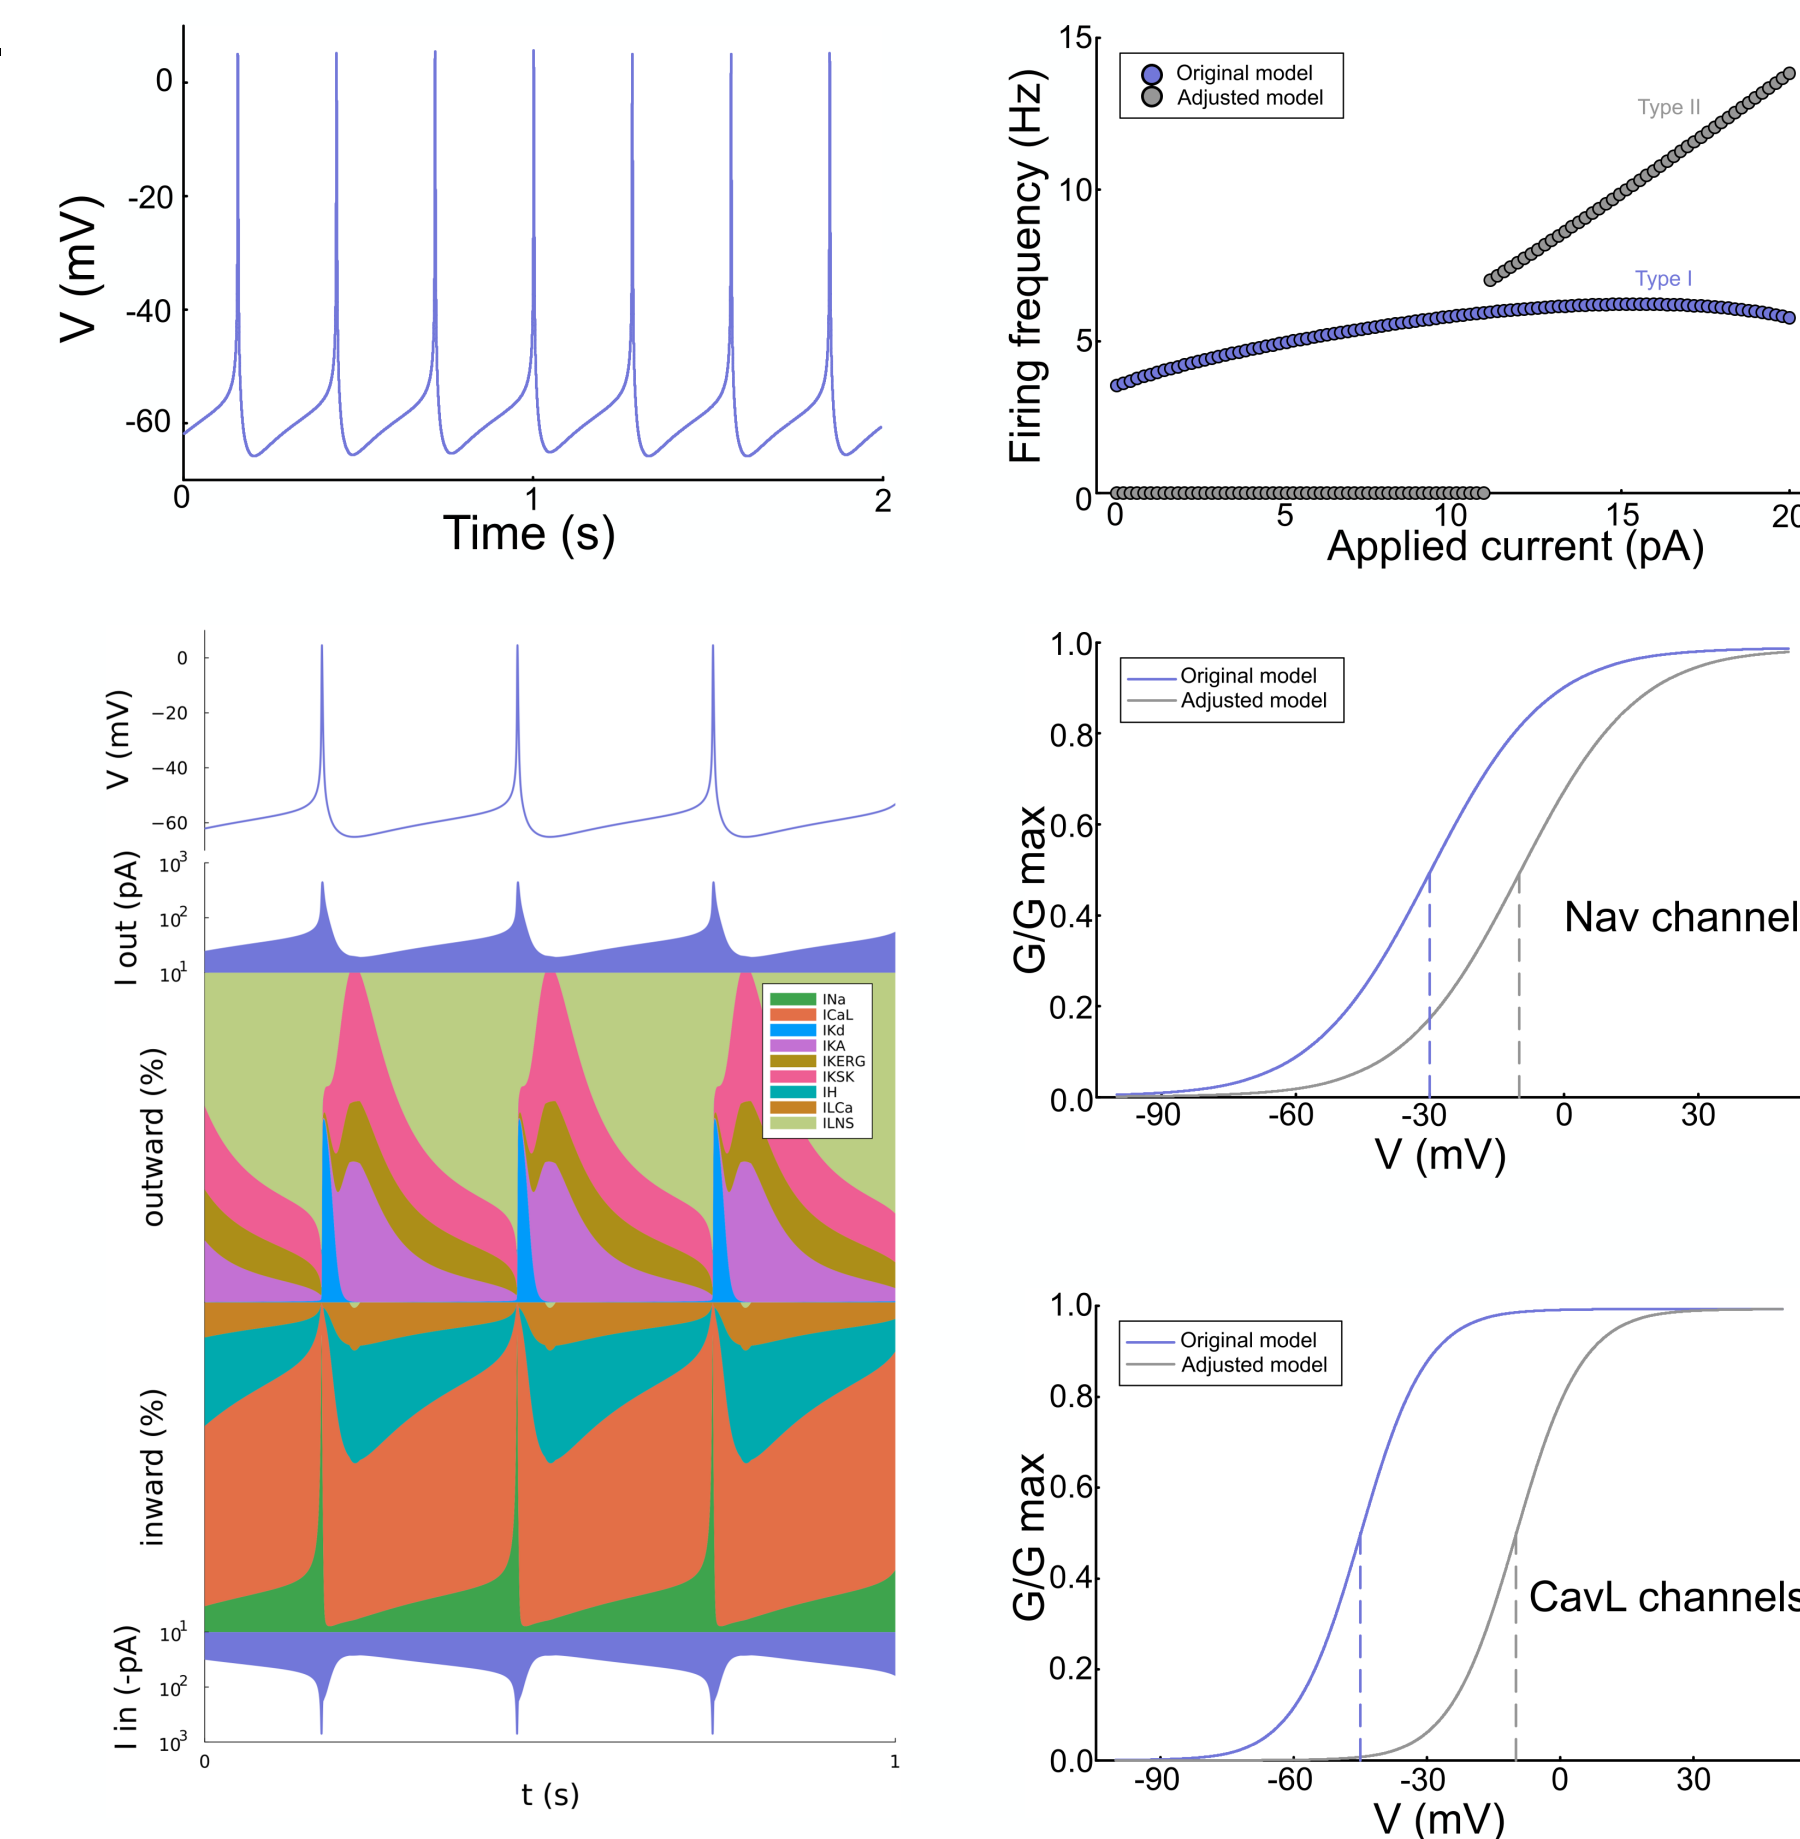 0
-20
-40
-60
V (mV)
0
1
2
Time (s)
15
10
5
0
Firing frequency (Hz)
Original model
Adjusted model
Type II
Type I
0
5
10
15
20
Applied current (pA)
0
−20
−40
−60
V (mV)
10³
10²
10¹
I out (pA)
outward (%)
INa
ICaL
IKd
IKA
IKERG
IKSK
IH
ILCa
ILNS
inward (%)
10¹
10²
10³
I in (-pA)
0
1
t (s)
1.0
0.8
0.6
0.4
0.2
0.0
G/G max
Original model
Adjusted model
Nav channel
-90
-60
-30
0
30
V (mV)
1.0
0.8
0.6
0.4
0.2
0.0
G/G max
Original model
Adjusted model
CavL channels
-90
-60
-30
0
30
V (mV)